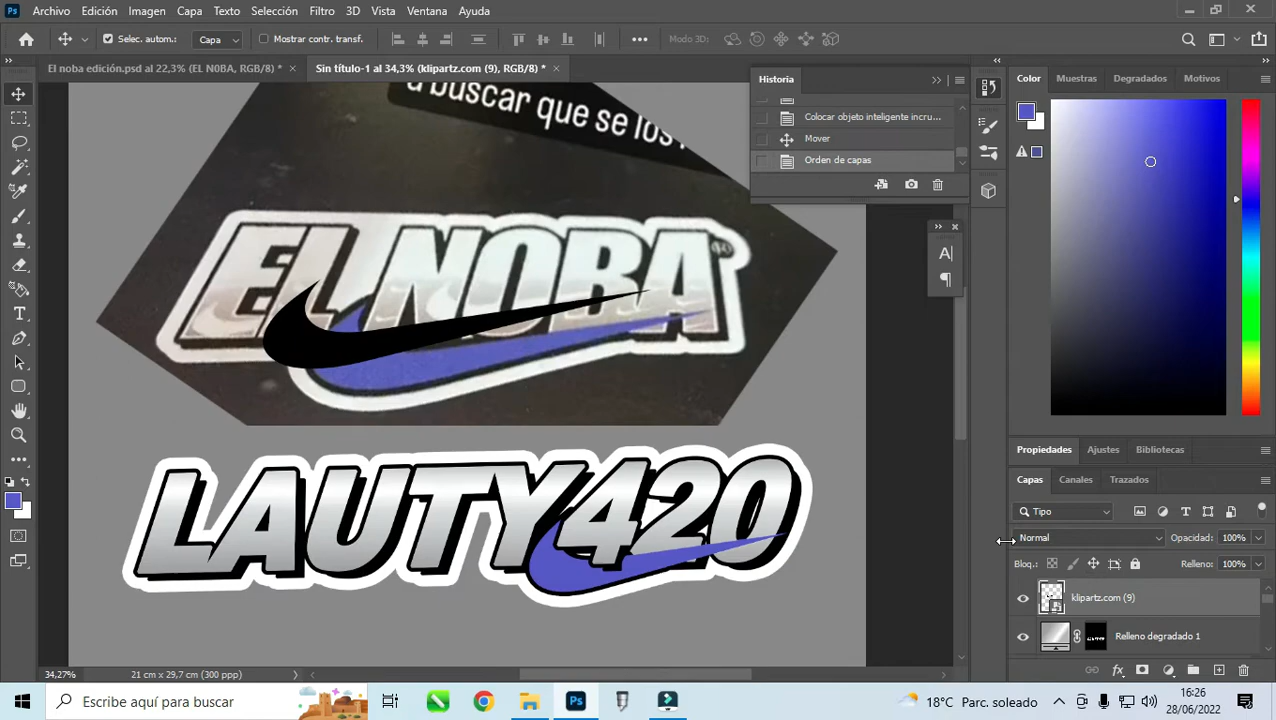 Ps Archivo Edición Imagen Capa Texto Selección Filtro 3D Vista Ventana Ayuda
Selec. autom.: Capa Mostrar contr. transf. Modo 3D:
El noba edición.psd al 22,3% (EL N0BA, RGB/8) * Sin título-1 al 34,3% (klipartz.com (9), RGB/8) *
Historia
Colocar objeto inteligente incru...
Mover
Orden de capas
Color Muestras Degradados Motivos
a buscar que se los
EL NOBA
LAUTY420
Propiedades Ajustes Bibliotecas
Capas Canales Trazados
Tipo
Normal Opacidad: 100%
Bloq.: Relleno: 100%
klipartz.com (9)
Relleno degradado 1
34,27% 21 cm x 29,7 cm (300 ppp)
Escribe aquí para buscar
Ps
18°C Parc. soleado
16:26
28/06/2022